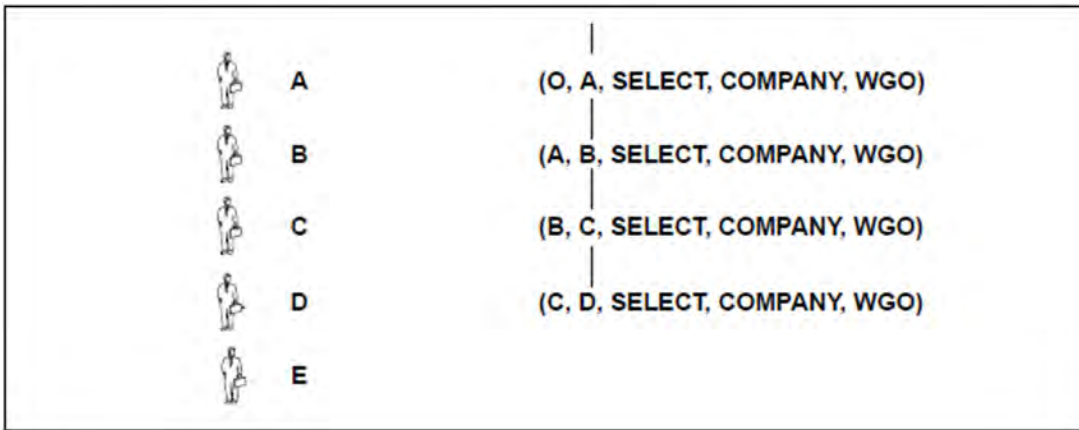 A (O, A, SELECT, COMPANY, WGO)
B (A, B, SELECT, COMPANY, WGO)
C (B, C, SELECT, COMPANY, WGO)
D (C, D, SELECT, COMPANY, WGO)
E